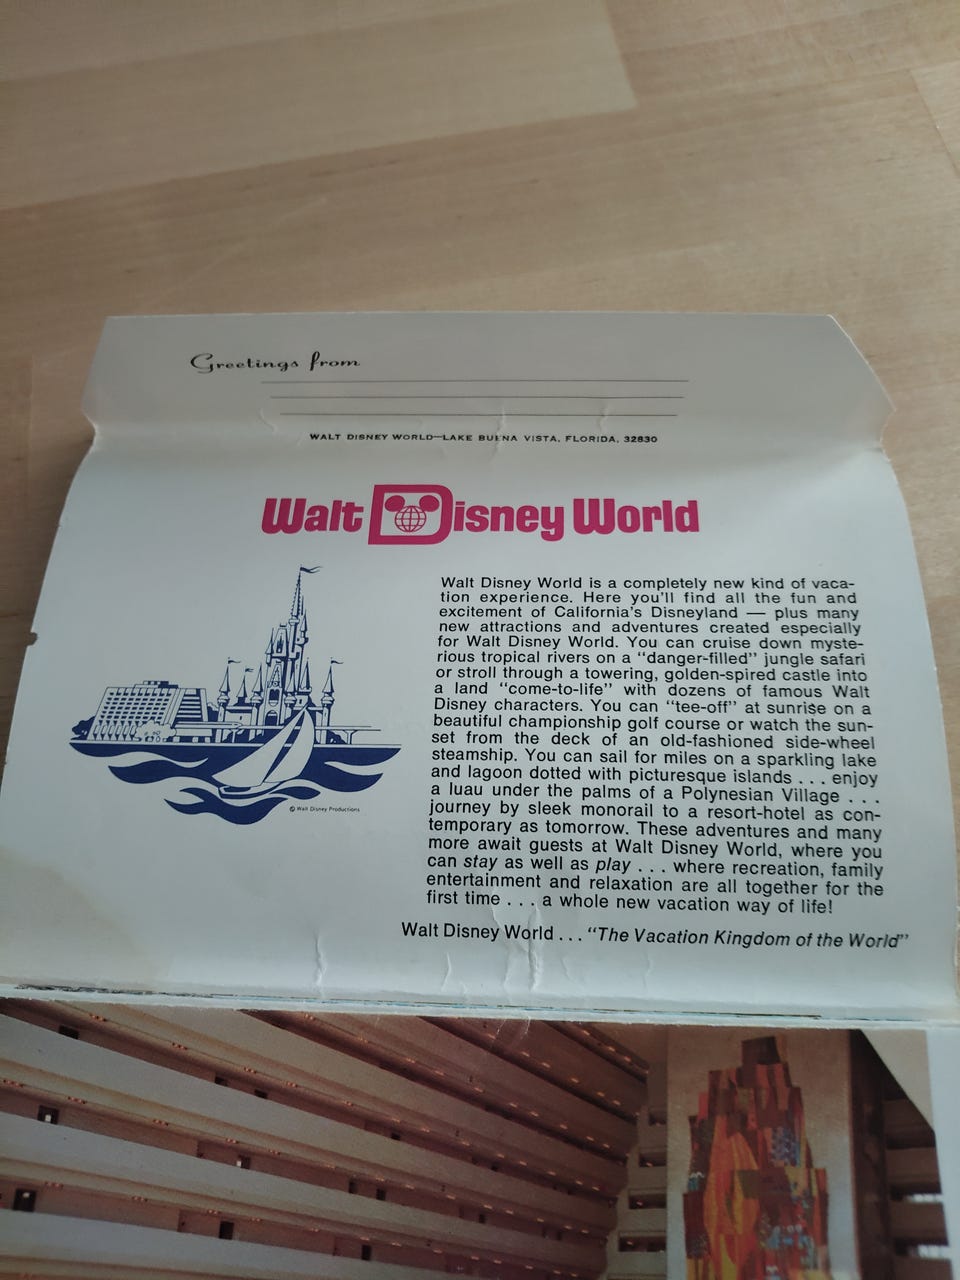 Greetings from
WALT DISNEY WORLD—LAKE BUENA VISTA, FLORIDA, 32830
Walt Disney World
Walt Disney World is a completely new kind of vaca-
tion experience. Here you'll find all the fun and
excitement of California's Disneyland — plus many
new attractions and adventures created especially
for Walt Disney World. You can cruise down myste-
rious tropical rivers on a "danger-filled" jungle safari
or stroll through a towering, golden-spired castle into
a land "come-to-life" with dozens of famous Walt
Disney characters. You can "tee-off" at sunrise on a
beautiful championship golf course or watch the sun-
set from the deck of an old-fashioned side-wheel
steamship. You can sail for miles on a sparkling lake
and lagoon dotted with picturesque islands . . . enjoy
a luau under the palms of a Polynesian Village . . .
journey by sleek monorail to a resort-hotel as con-
temporary as tomorrow. These adventures and many
more await guests at Walt Disney World, where you
can stay as well as play . . . where recreation, family
entertainment and relaxation are all together for the
first time . . . a whole new vacation way of life!
© Walt Disney Productions
Walt Disney World . . . "The Vacation Kingdom of the World"